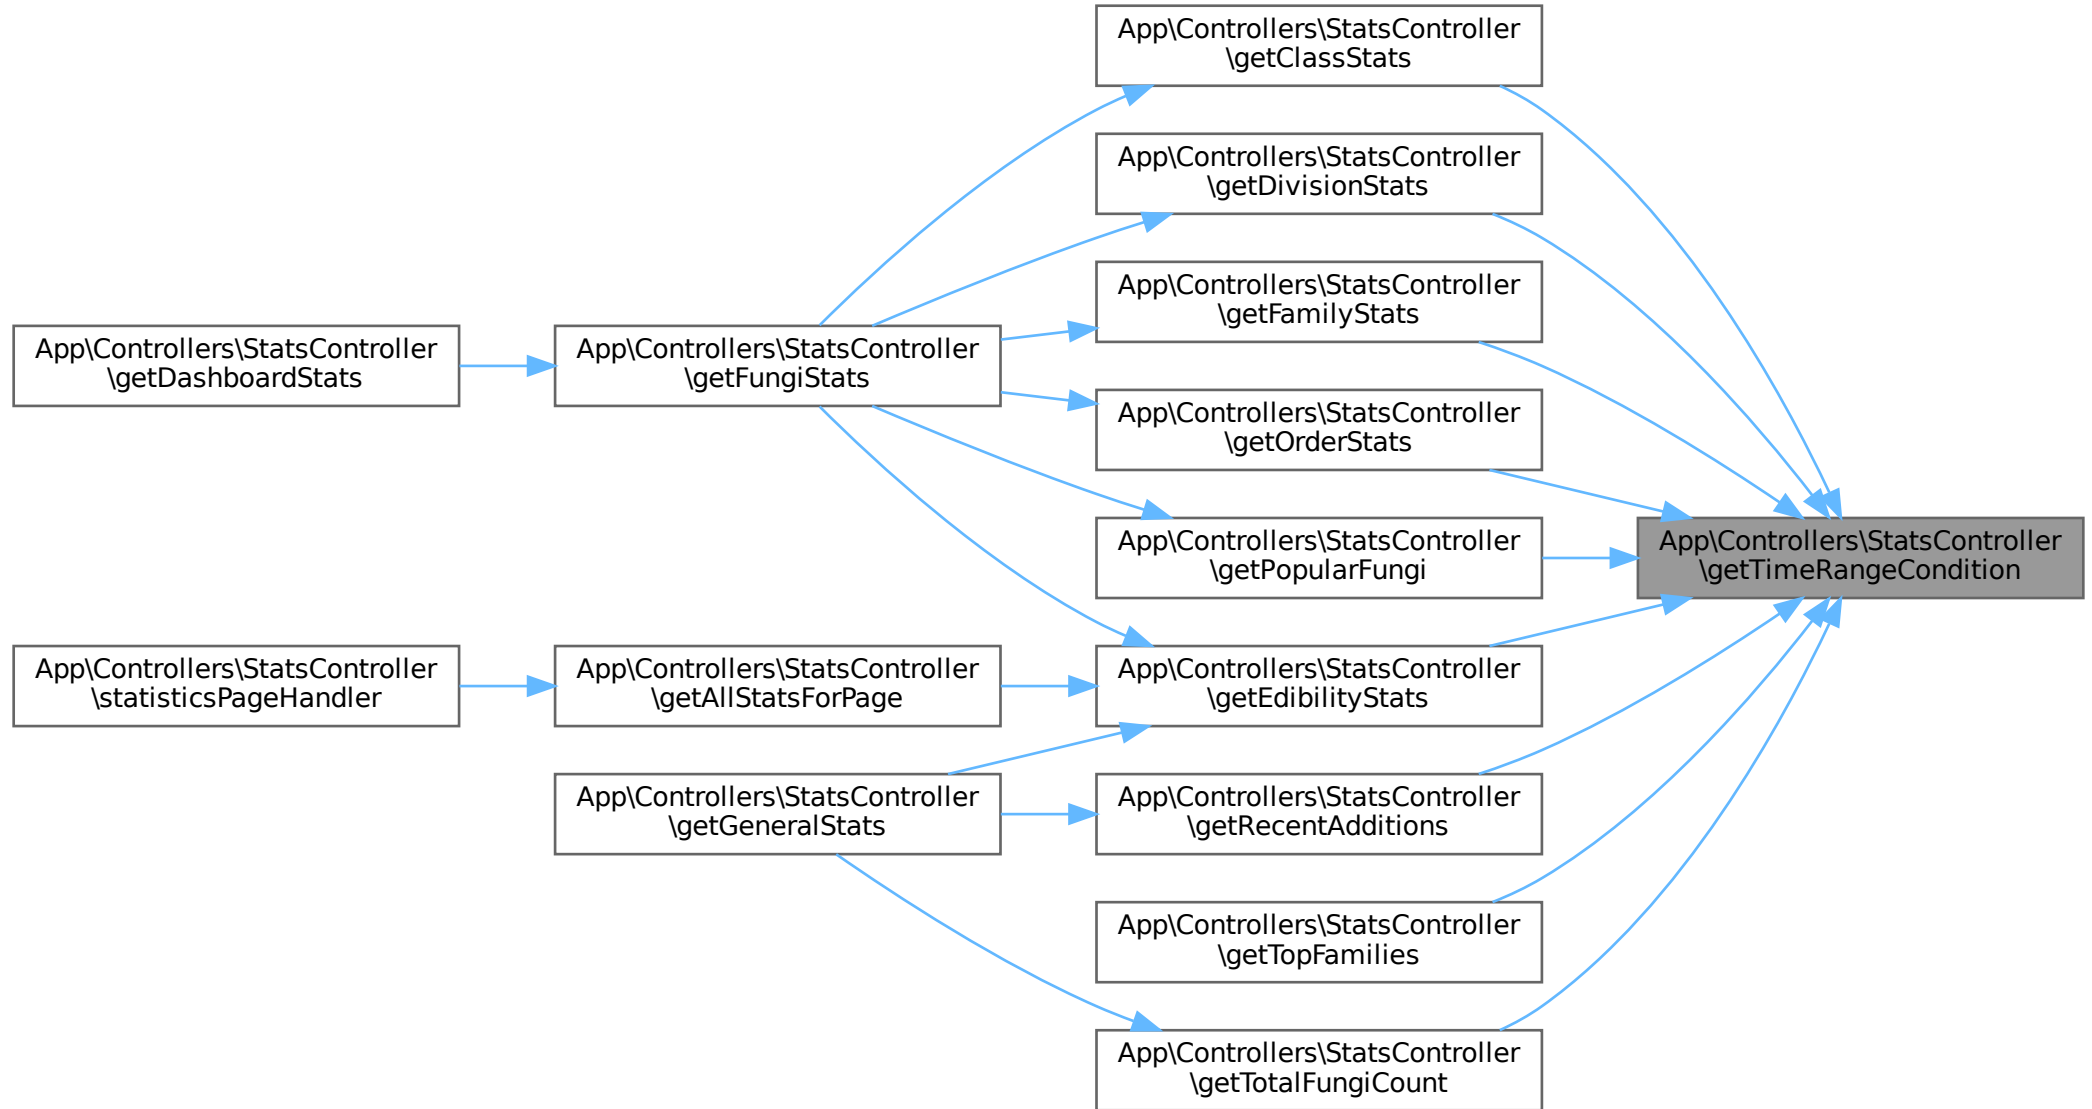 App\Controllers\StatsController
\getClassStats
App\Controllers\StatsController
\getDivisionStats
App\Controllers\StatsController
\getFamilyStats
App\Controllers\StatsController
\getDashboardStats
App\Controllers\StatsController
\getFungiStats
App\Controllers\StatsController
\getOrderStats
App\Controllers\StatsController
\getPopularFungi
App\Controllers\StatsController
\getTimeRangeCondition
App\Controllers\StatsController
\statisticsPageHandler
App\Controllers\StatsController
\getAllStatsForPage
App\Controllers\StatsController
\getEdibilityStats
App\Controllers\StatsController
\getGeneralStats
App\Controllers\StatsController
\getRecentAdditions
App\Controllers\StatsController
\getTopFamilies
App\Controllers\StatsController
\getTotalFungiCount